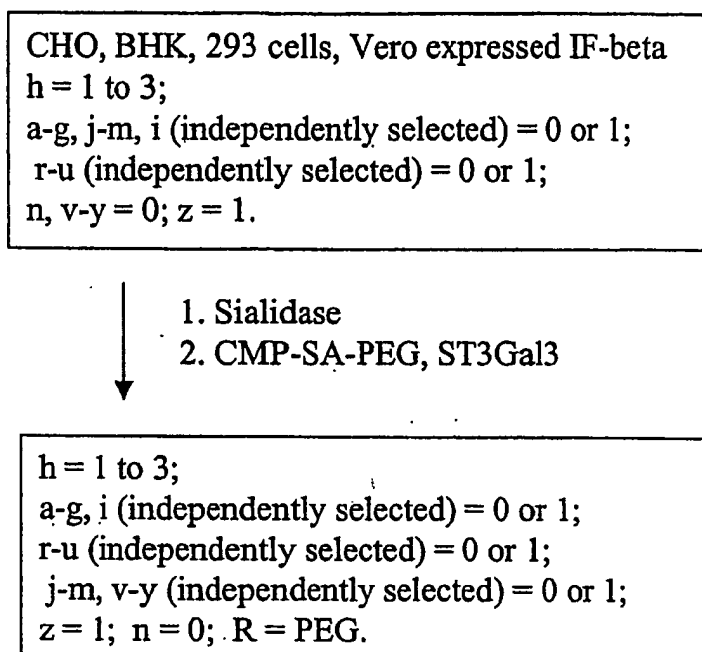 CHO, BHK, 293 cells, Vero expressed IF-beta
h = 1 to 3;
a-g, j-m, i (independently selected) = 0 or 1;
r-u (independently selected) = 0 or 1;
n, v-y = 0; z = 1.
1. Sialidase
2. CMP-SA-PEG, ST3Gal3
h = 1 to 3;
a-g, i (independently selected) = 0 or 1;
r-u (independently selected) = 0 or 1;
j-m, v-y (independently selected) = 0 or 1;
z = 1; n = 0; R = PEG.